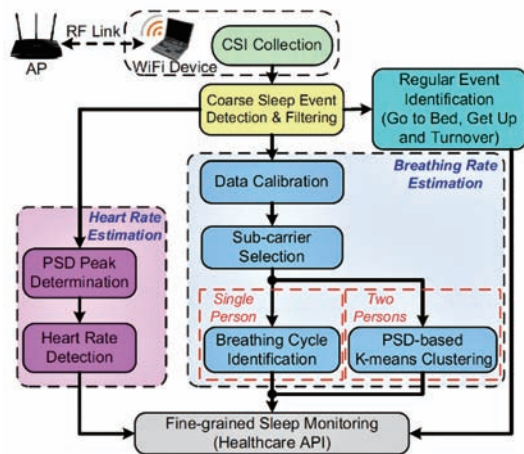 RF Link
AP
WiFi Device
CSI Collection
Coarse Sleep Event
Detection & Filtering
Regular Event
Identification
(Go to Bed, Get Up
and Turnover)
Breathing Rate
Estimation
Data Calibration
Sub-carrier
Selection
Heart Rate
Estimation
PSD Peak
Determination
Heart Rate
Detection
Single
Person
Breathing Cycle
Identification
Two
Persons
PSD-based
K-means Clustering
Fine-grained Sleep Monitoring
(Healthcare API)